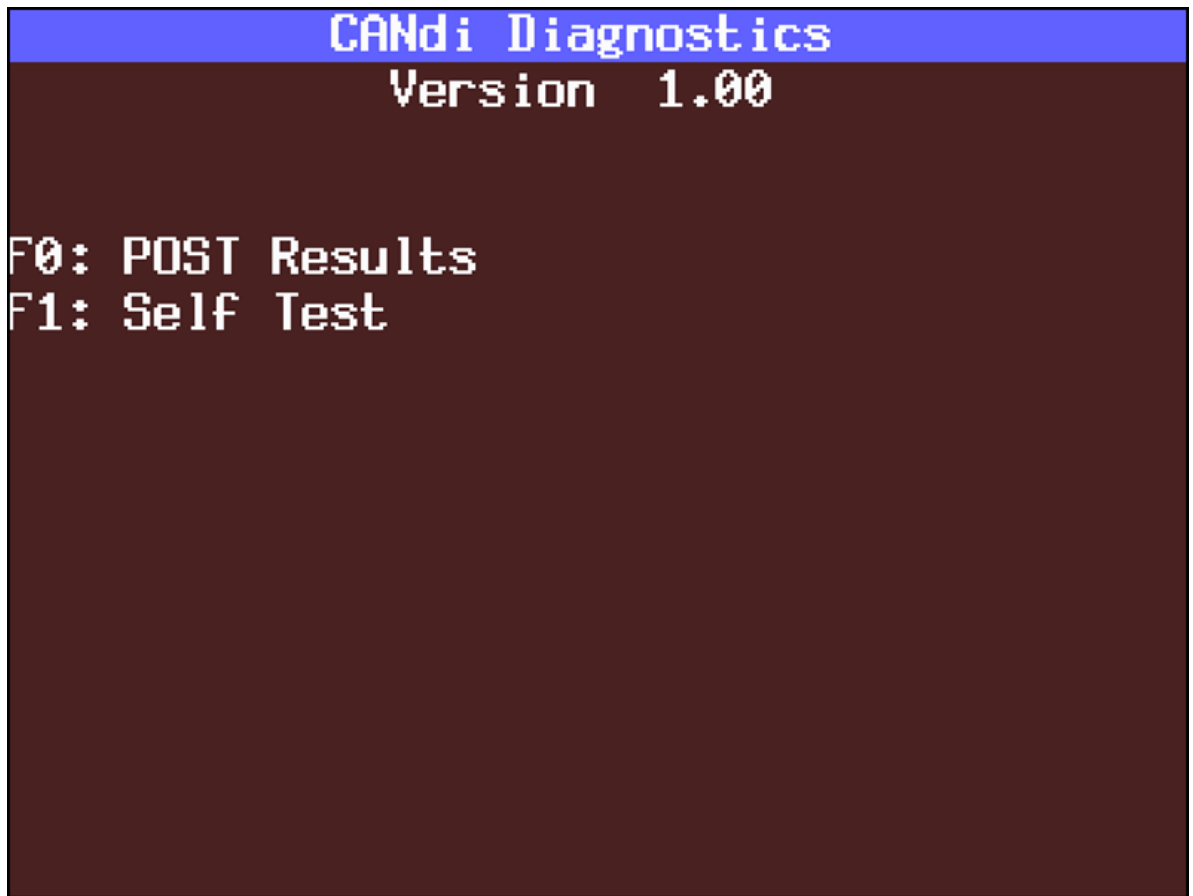 CANdi Diagnostics
Version 1.00
F0: POST Results
F1: Self Test